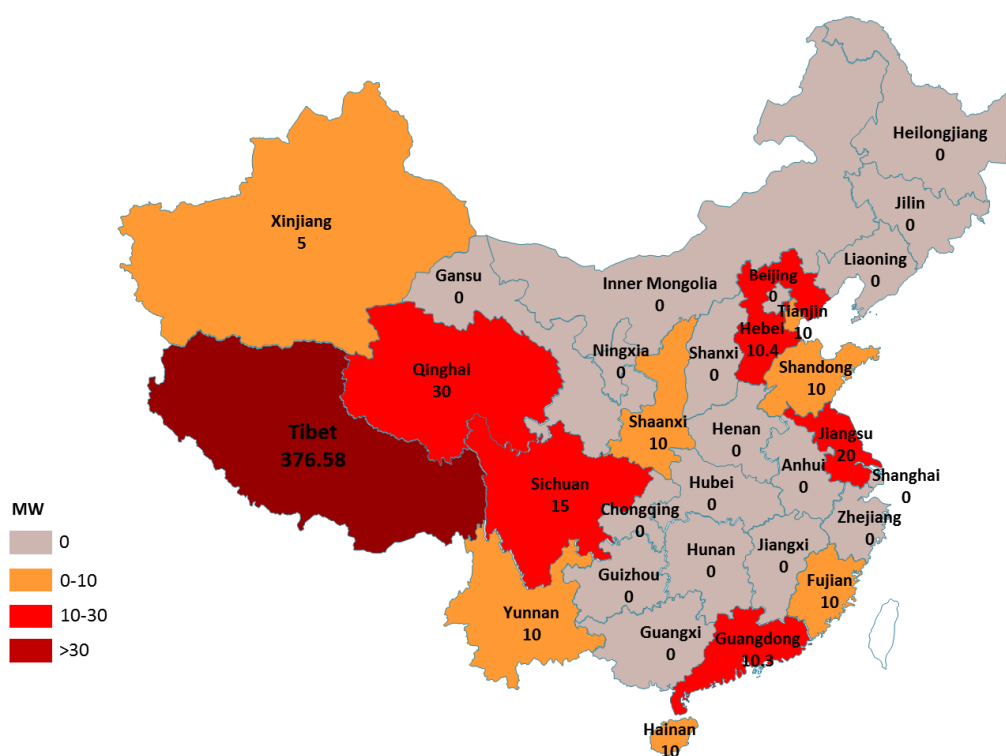 Heilongjiang
0
Jilin
0
Liaoning
0
Xinjiang
5
Gansu
0
Inner Mongolia
0
Beijing
0
Tianjin
10
Hebei
10.4
Ningxia
0
Shanxi
0
Shandong
10
Qinghai
30
Shaanxi
10
Henan
0
Jiangsu
20
Tibet
376.58
Anhui
0
Shanghai
0
Sichuan
15
Hubei
0
Chongqing
0
Zhejiang
0
Hunan
0
Jiangxi
0
Guizhou
0
Fujian
10
Yunnan
10
Guangxi
0
Guangdong
10.3
Hainan
10
MW
0
0-10
10-30
>30